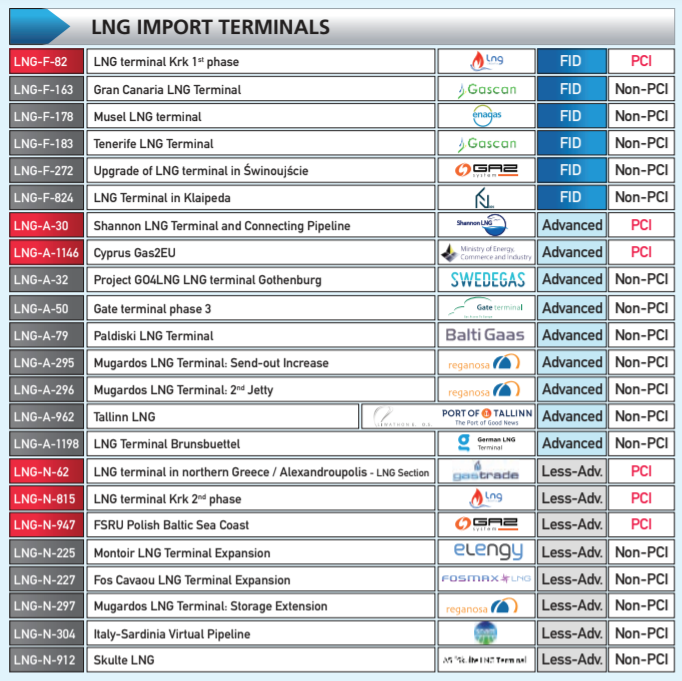 LNG IMPORT TERMINALS
LNG-F-82 LNG terminal Krk 1st phase Lng FID PCI
LNG-F-163 Gran Canaria LNG Terminal Gascan FID Non-PCI
LNG-F-178 Musel LNG terminal enagas FID Non-PCI
LNG-F-183 Tenerife LNG Terminal Gascan FID Non-PCI
LNG-F-272 Upgrade of LNG terminal in Świnoujście GAZ system FID Non-PCI
LNG-F-824 LNG Terminal in Klaipeda FID Non-PCI
LNG-A-30 Shannon LNG Terminal and Connecting Pipeline Shannon LNG Advanced PCI
LNG-A-1146 Cyprus Gas2EU Ministry of Energy, Commerce and Industry Advanced PCI
LNG-A-32 Project GO4LNG LNG terminal Gothenburg SWEDEGAS Advanced Non-PCI
LNG-A-50 Gate terminal phase 3 Gate terminal Advanced Non-PCI
LNG-A-79 Paldiski LNG Terminal Balti Gaas Advanced Non-PCI
LNG-A-295 Mugardos LNG Terminal: Send-out Increase reganosa Advanced Non-PCI
LNG-A-296 Mugardos LNG Terminal: 2nd Jetty reganosa Advanced Non-PCI
LNG-A-962 Tallinn LNG PORT OF TALLINN The Port of Good News Advanced Non-PCI
LNG-A-1198 LNG Terminal Brunsbuettel German LNG Terminal Advanced Non-PCI
LNG-N-62 LNG terminal in northern Greece / Alexandroupolis - LNG Section gastrade Less-Adv. PCI
LNG-N-815 LNG terminal Krk 2nd phase Lng Less-Adv. PCI
LNG-N-947 FSRU Polish Baltic Sea Coast GAZ system Less-Adv. PCI
LNG-N-225 Montoir LNG Terminal Expansion elengy Less-Adv. Non-PCI
LNG-N-227 Fos Cavaou LNG Terminal Expansion FOSMAX LNG Less-Adv. Non-PCI
LNG-N-297 Mugardos LNG Terminal: Storage Extension reganosa Less-Adv. Non-PCI
LNG-N-304 Italy-Sardinia Virtual Pipeline Less-Adv. Non-PCI
LNG-N-912 Skulte LNG AS "Skulte LNG Terminal Less-Adv. Non-PCI